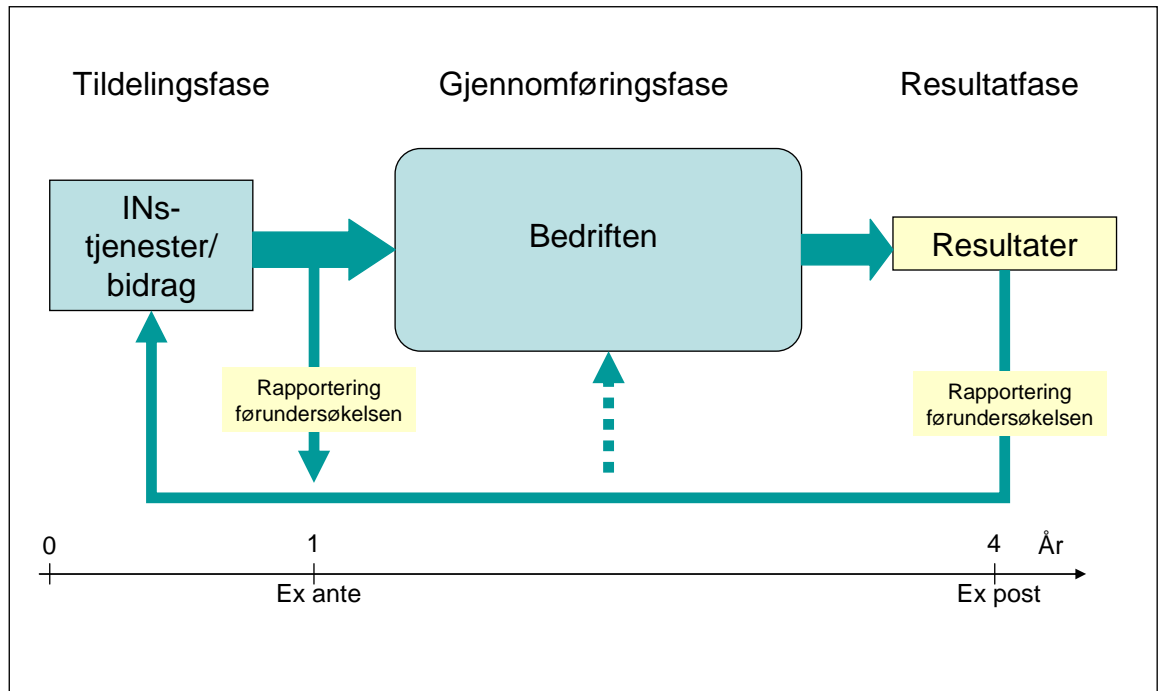 Tildelingsfase
Gjennomføringsfase
Resultatfase
INs-
tjenester/
bidrag
Bedriften
Resultater
Rapportering
førundersøkelsen
Rapportering
førundersøkelsen
0
1
4
År
Ex ante
Ex post